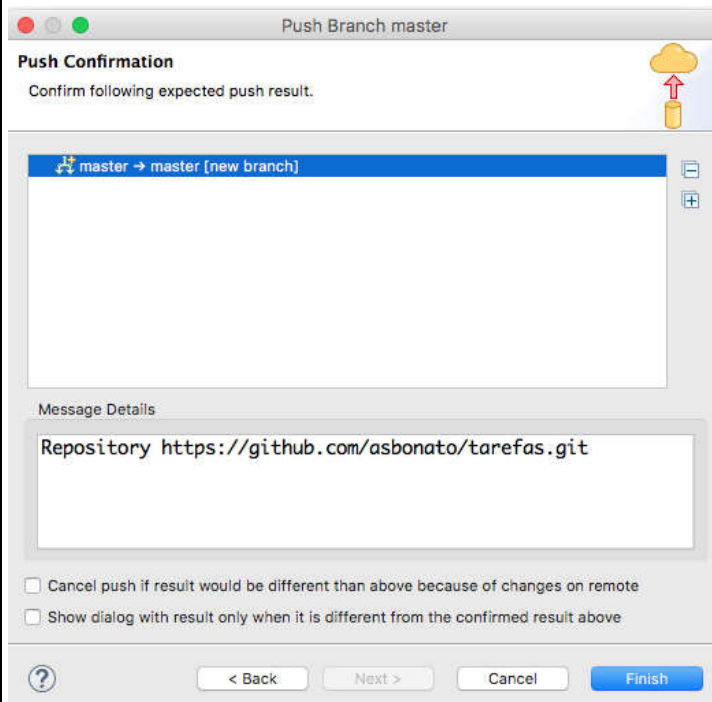 Push Branch master
Push Confirmation
Confirm following expected push result.
master → master [new branch]
Message Details
Repository https://github.com/asbonato/tarefas.git
Cancel push if result would be different than above because of changes on remote
Show dialog with result only when it is different from the confirmed result above
? < Back Next > Cancel Finish